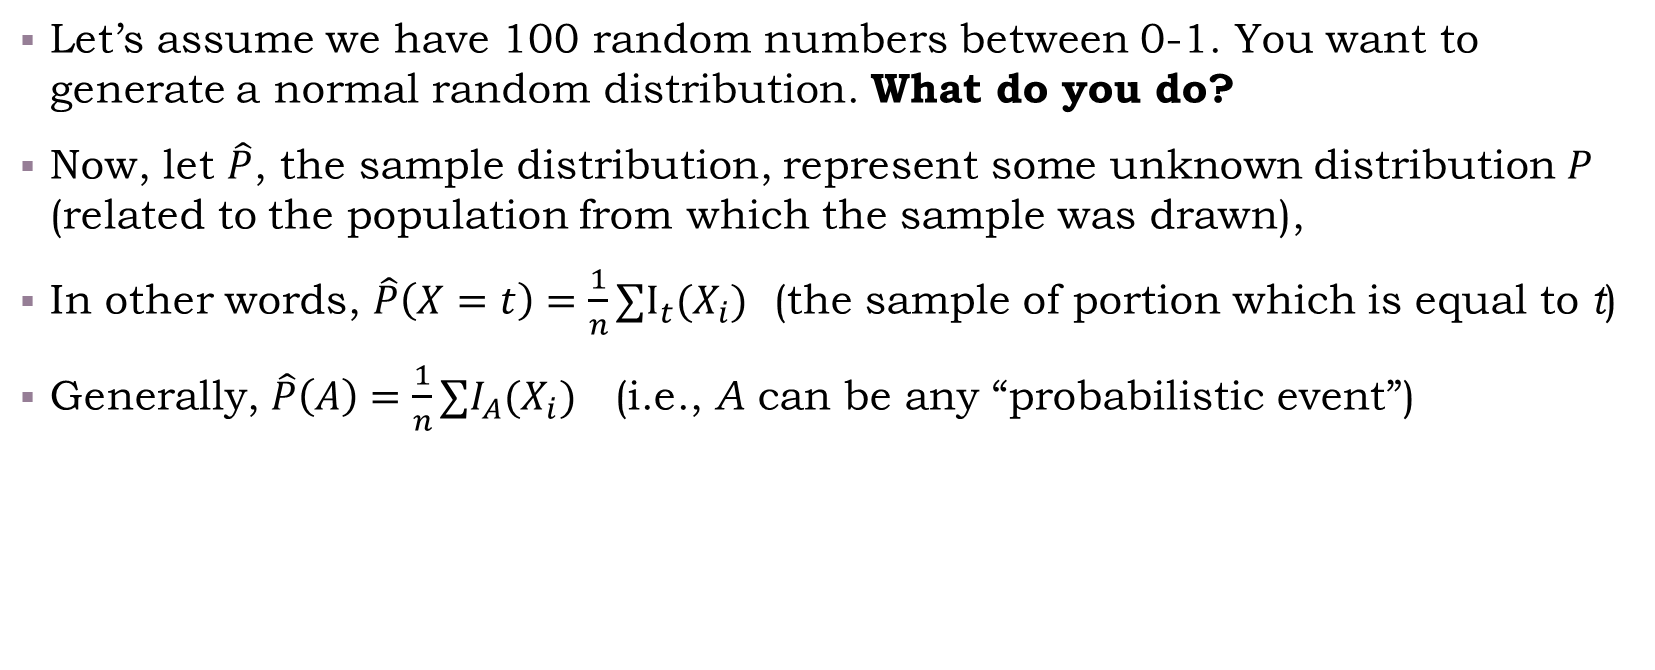 ▪ Let’s assume we have 100 random numbers between 0-1. You want to
generate a normal random distribution. What do you do?
▪ Now, let P̂, the sample distribution, represent some unknown distribution P
(related to the population from which the sample was drawn),
▪ In other words, P̂(X = t) = 1/n ∑I_t(X_i) (the sample of portion which is equal to t)
▪ Generally, P̂(A) = 1/n ∑I_A(X_i) (i.e., A can be any “probabilistic event”)